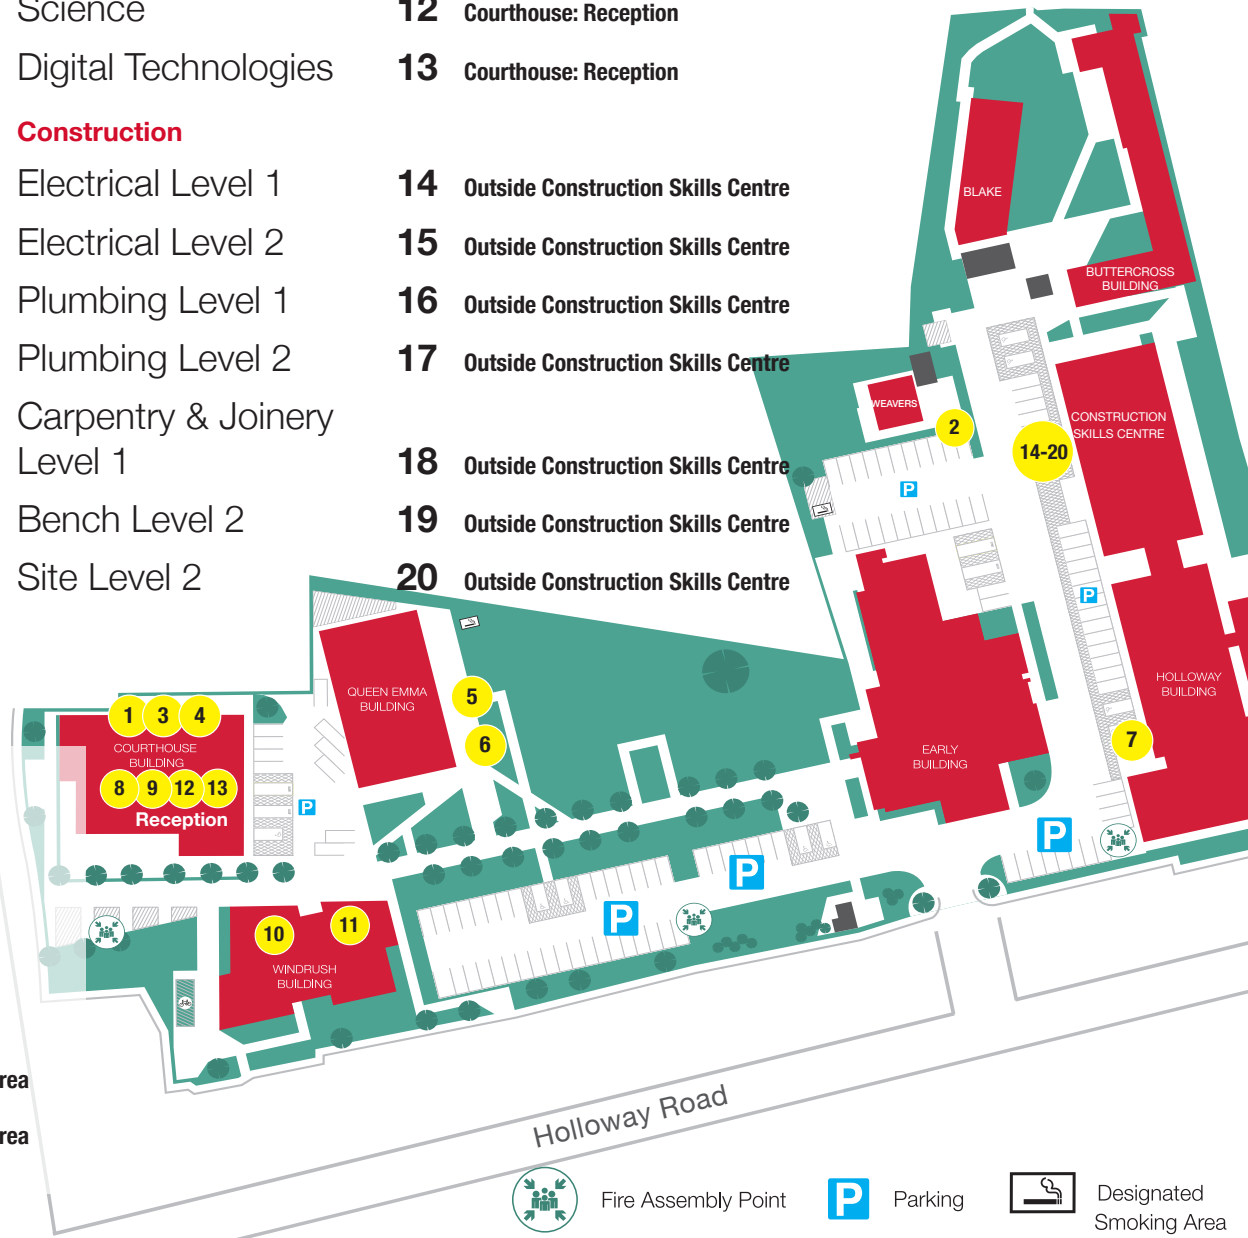 Science 12 Courthouse: Reception
Digital Technologies 13 Courthouse: Reception
Construction
Electrical Level 1 14 Outside Construction Skills Centre
Electrical Level 2 15 Outside Construction Skills Centre
Plumbing Level 1 16 Outside Construction Skills Centre
Plumbing Level 2 17 Outside Construction Skills Centre
Carpentry & Joinery
Level 1 18 Outside Construction Skills Centre
Bench Level 2 19 Outside Construction Skills Centre
Site Level 2 20 Outside Construction Skills Centre
BLAKE
BUTTERCROSS
BUILDING
WEAVERS
2
CONSTRUCTION
SKILLS CENTRE
14-20
P
P
HOLLOWAY
BUILDING
7
EARLY
BUILDING
P
QUEEN EMMA
BUILDING
5
6
1 3 4
COURTHOUSE
BUILDING
8 9 12 13
Reception
P
P
P
10
11
WINDRUSH
BUILDING
rea
rea
Holloway Road
Fire Assembly Point
P Parking
Designated
Smoking Area